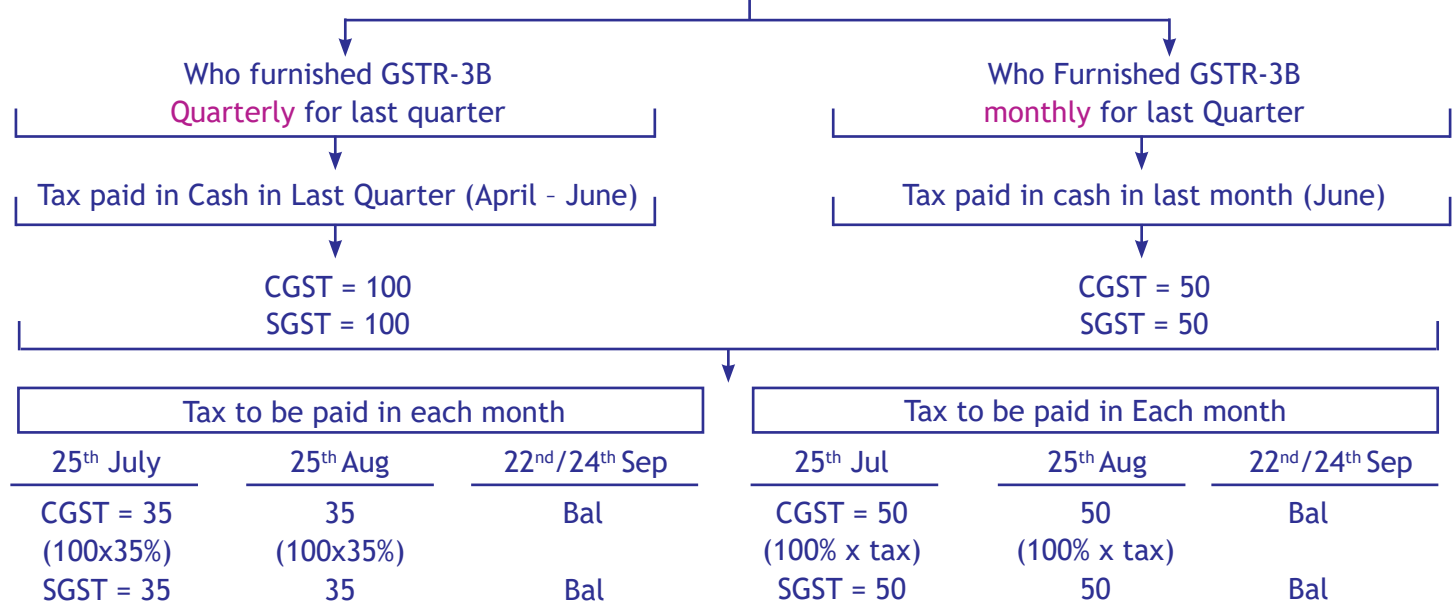 Who furnished GSTR-3B
Quarterly for last quarter
Who Furnished GSTR-3B
monthly for last Quarter
Tax paid in Cash in Last Quarter (April – June)
Tax paid in cash in last month (June)
CGST = 100
SGST = 100
CGST = 50
SGST = 50
Tax to be paid in each month
Tax to be paid in Each month
25th July 25th Aug 22nd/24th Sep
CGST = 35 35 Bal
(100x35%) (100x35%)
SGST = 35 35 Bal
25th Jul 25th Aug 22nd/24th Sep
CGST = 50 50 Bal
(100% x tax) (100% x tax)
SGST = 50 50 Bal